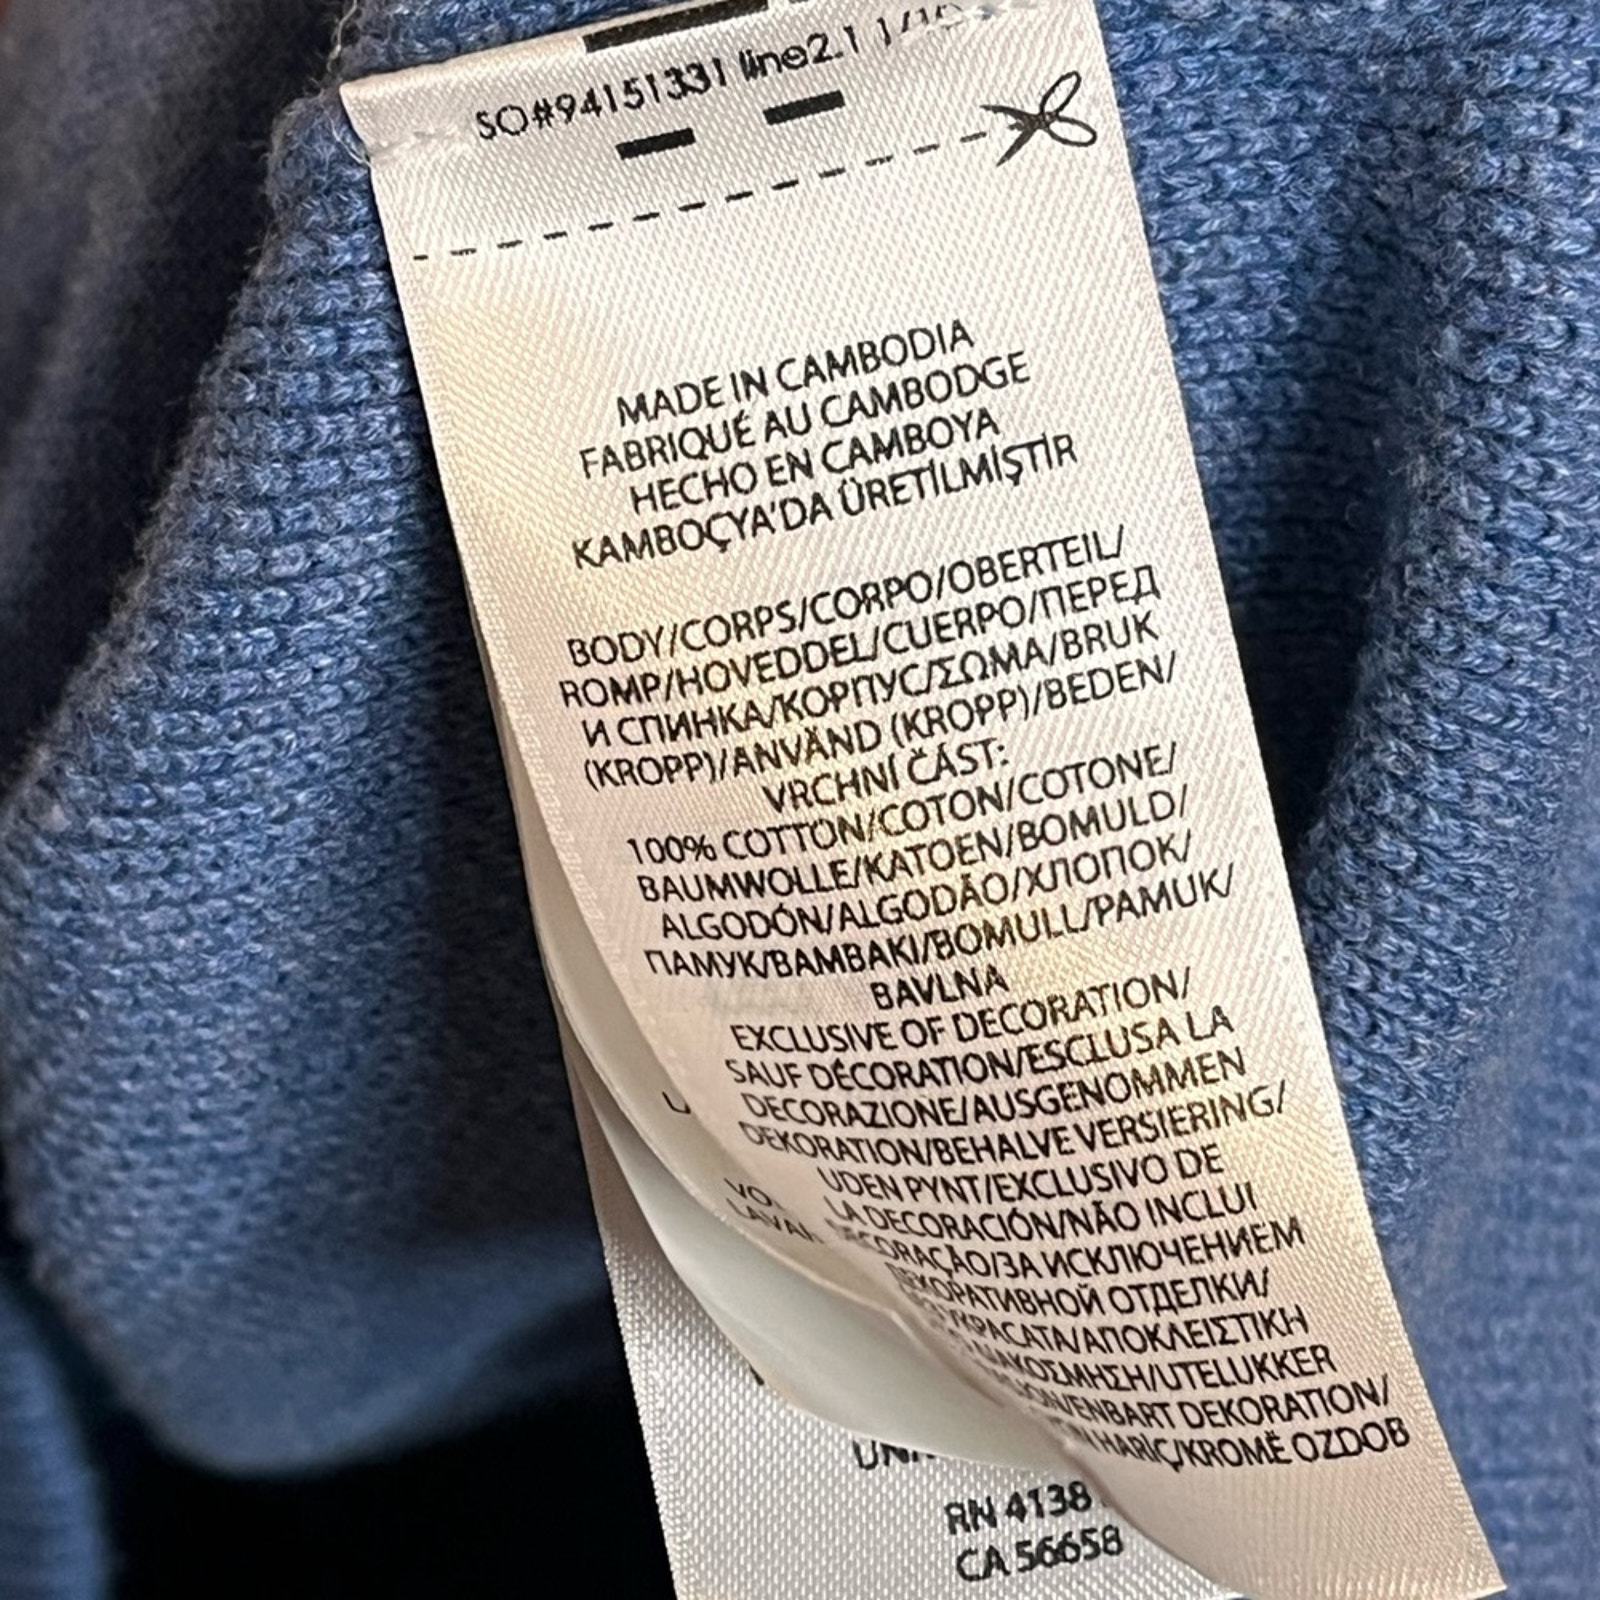 SO#94151331 line2.1
MADE IN CAMBODIA
FABRIQUÉ AU CAMBODGE
HECHO EN CAMBOYA
KAMBOÇYA'DA ÜRETİLMİŞTİR
BODY/CORPS/CORPO/OBERTEIL/
ROMP/HOVEDDEL/CUERPO/ПЕРЕД
И СПИНКА/КОРПУС/ΣΩΜΑ/BRUK
(KROPP)/ANVÄND (KROPP)/BEDEN/
VRCHNÍ ČÁST:
100% COTTON/COTON/COTONE/
BAUMWOLLE/KATOEN/BOMULD/
ALGODÓN/ALGODÃO/ХЛОПОК/
ПАМУК/ΒΑΜΒΑΚΙ/BOMULL/PAMUK/
BAVLNA
EXCLUSIVE OF DECORATION/
SAUF DÉCORATION/ESCLUSA LA
DECORAZIONE/AUSGENOMMEN
DEKORATION/BEHALVE VERSIERING/
UDEN PYNT/EXCLUSIVO DE
LA DECORACIÓN/NÃO INCLUI
DECORAÇÃO/ЗА ИСКЛЮЧЕНИЕМ
ДЕКОРАТИВНОЙ ОТДЕЛКИ/
/ΑΠΟΚΛΕΙΣΤΙΚΗ
/UTELUKKER
/ENBART DEKORATION/
HARİÇ/KROMĚ OZDOB
RN 4138
CA 56658